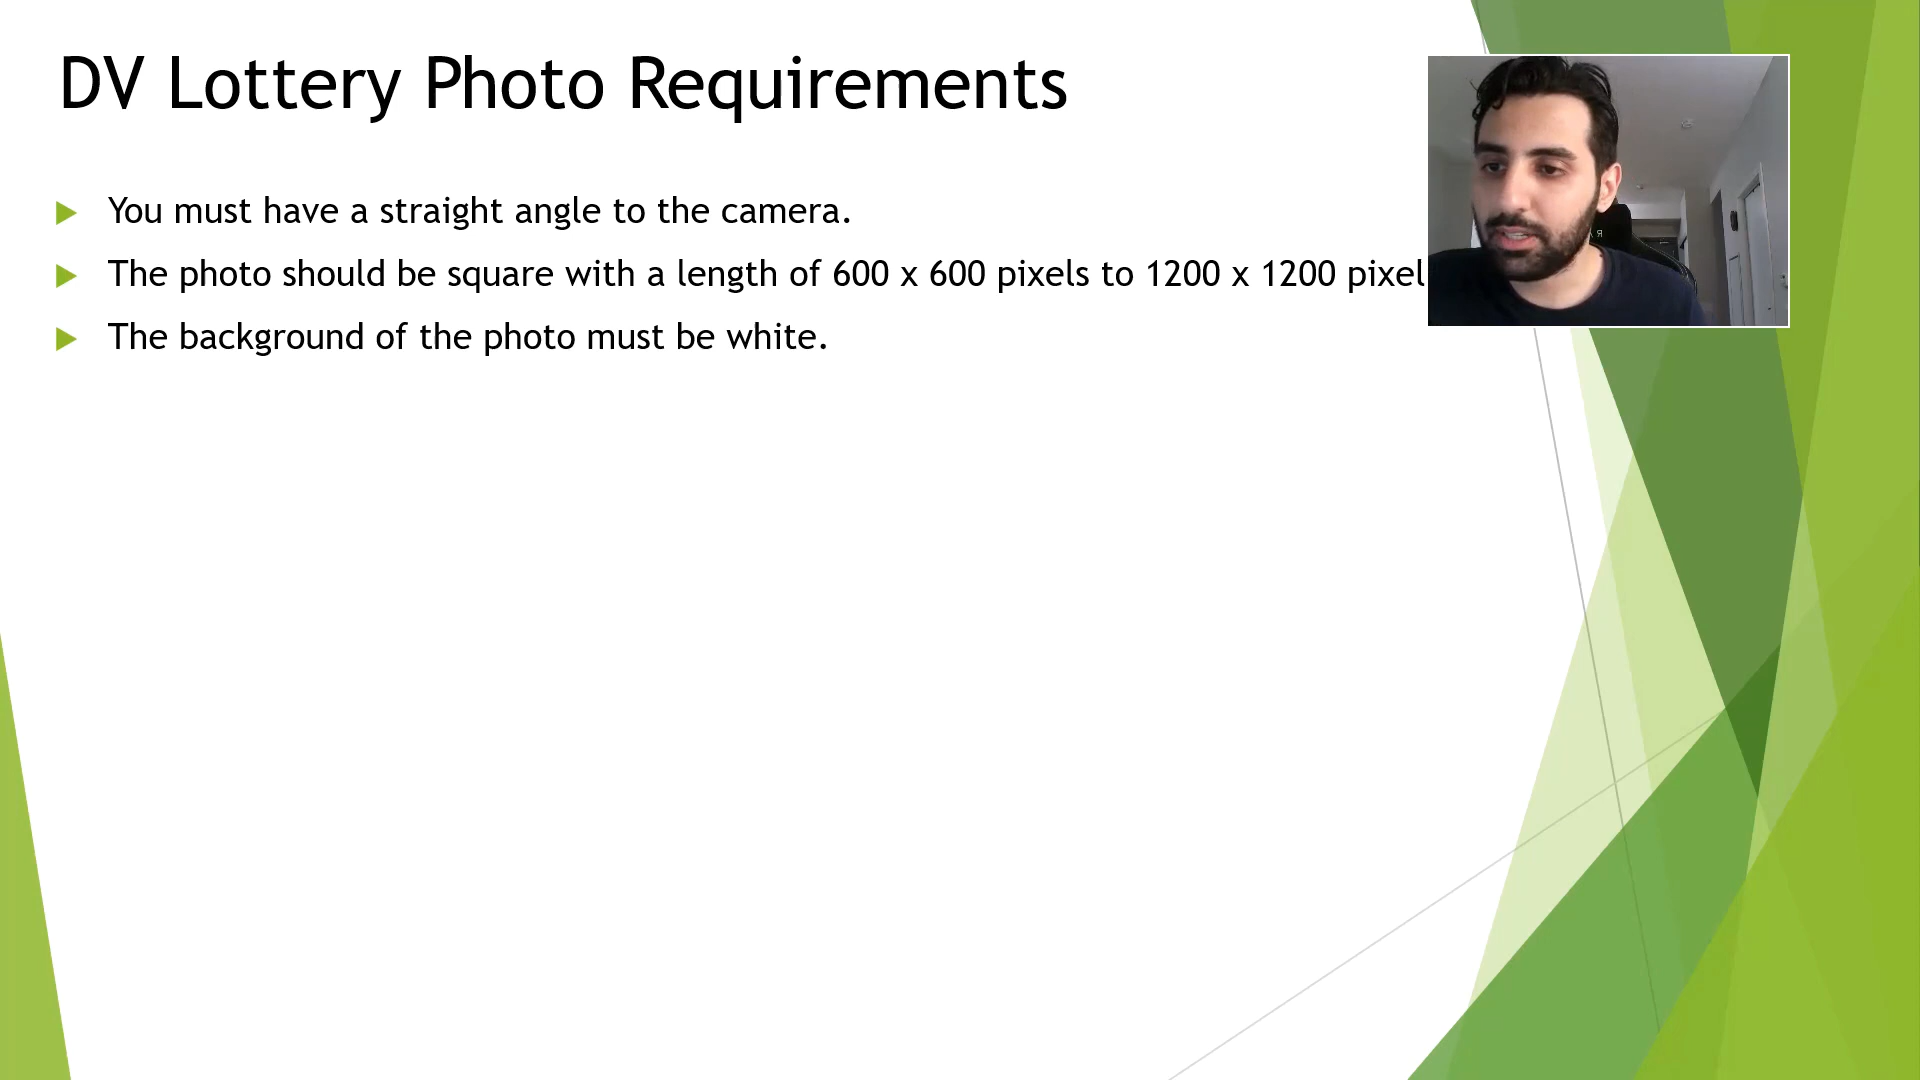 DV Lottery Photo Requirements
You must have a straight angle to the camera.
The photo should be square with a length of 600 x 600 pixels to 1200 x 1200 pixel
The background of the photo must be white.